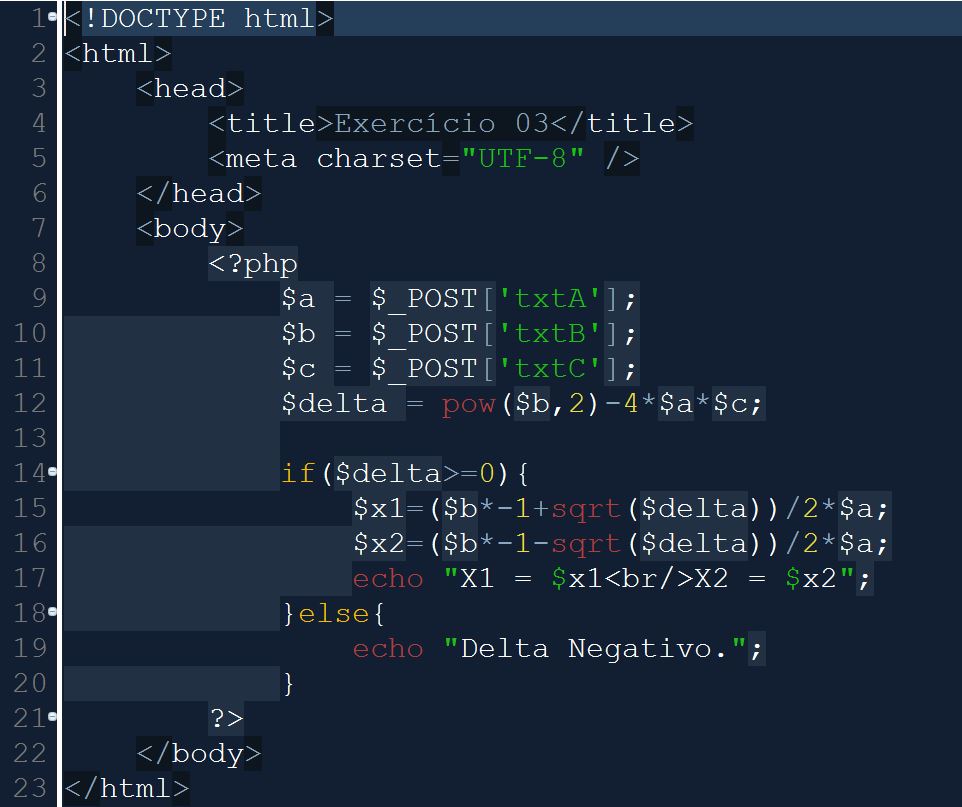 1 <!DOCTYPE html>
2 <html>
3     <head>
4         <title>Exercício 03</title>
5         <meta charset="UTF-8" />
6     </head>
7     <body>
8         <?php
9             $a = $_POST['txtA'];
10             $b = $_POST['txtB'];
11             $c = $_POST['txtC'];
12             $delta = pow($b,2)-4*$a*$c;
13
14             if($delta>=0){
15                 $x1=($b*-1+sqrt($delta))/2*$a;
16                 $x2=($b*-1-sqrt($delta))/2*$a;
17                 echo "X1 = $x1<br/>X2 = $x2";
18             }else{
19                 echo "Delta Negativo.";
20             }
21         ?>
22     </body>
23 </html>